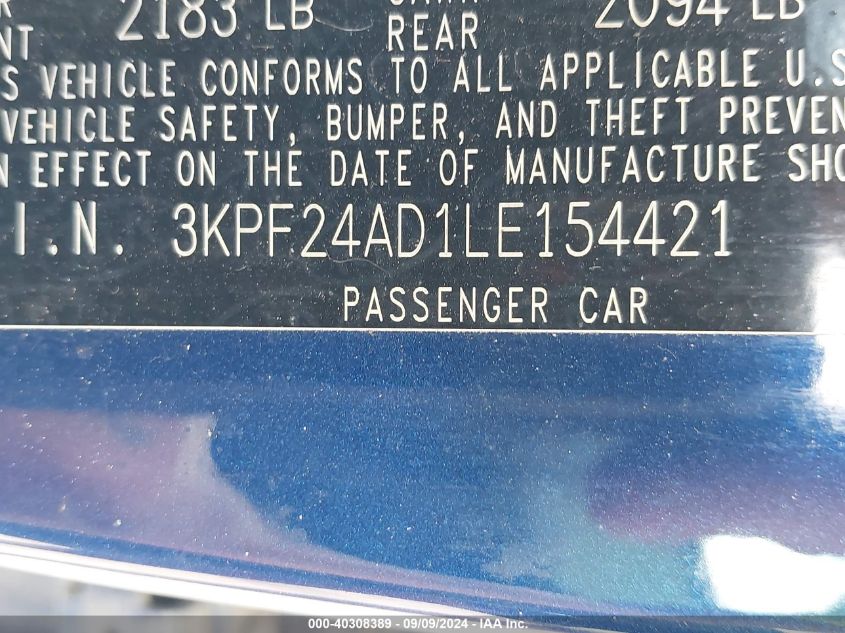 2183 LB
2094 LB
REAR
VEHICLE CONFORMS TO ALL APPLICABLE U.S
VEHICLE SAFETY, BUMPER, AND THEFT PREVEN
EFFECT ON THE DATE OF MANUFACTURE SHO
I.N. 3KPF24AD1LE154421
PASSENGER CAR
000-40308389 - 09/09/2024 - IAA Inc.